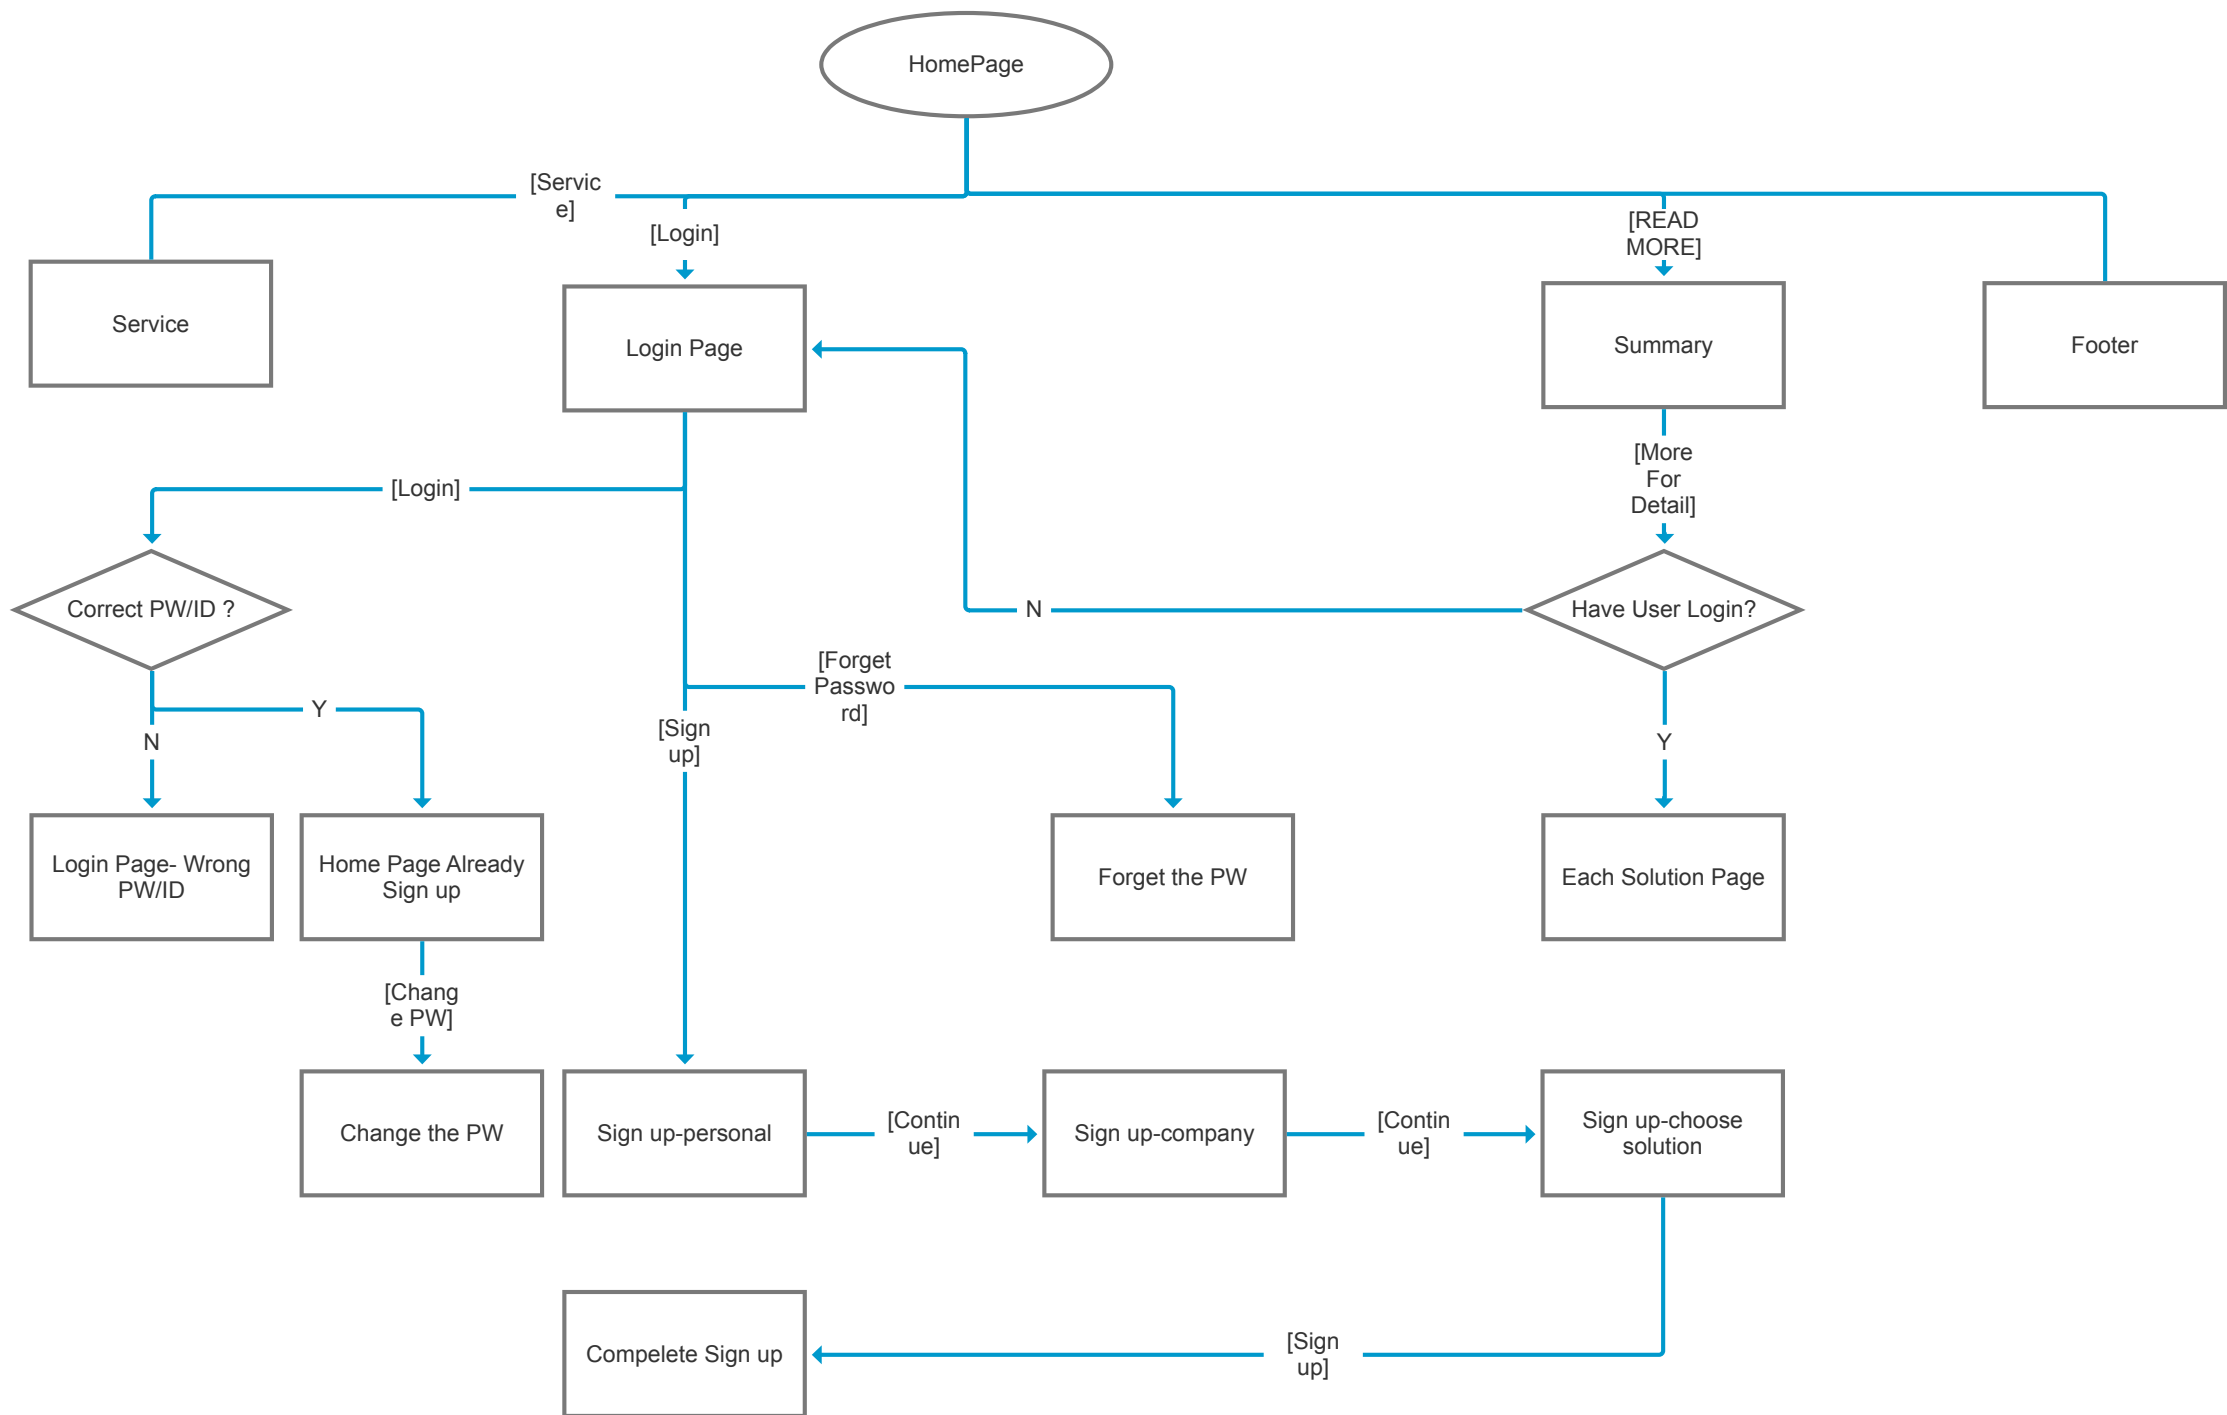 HomePage
[Servic
e]
[Login]
[READ
MORE]
Service
Login Page
Summary
Footer
[Login]
[More
For
Detail]
Correct PW/ID ?
N
Have User Login?
[Forget
Passwo
rd]
Y
N
[Sign
up]
Y
Login Page- Wrong
PW/ID
Home Page Already
Sign up
Forget the PW
Each Solution Page
[Chang
e PW]
Change the PW
Sign up-personal
[Contin
ue]
Sign up-company
[Contin
ue]
Sign up-choose
solution
Compelete Sign up
[Sign
up]